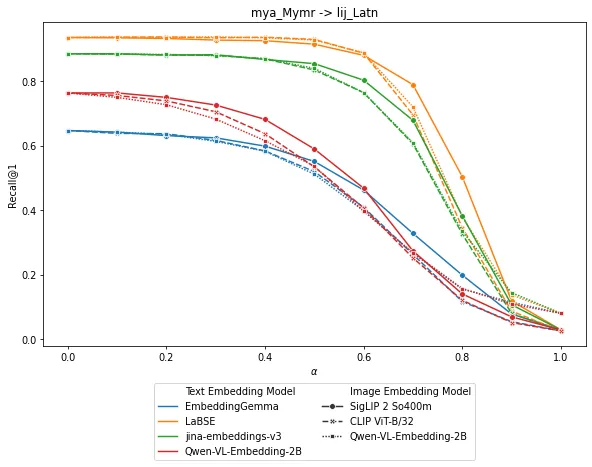 mya_Mymr -> lij_Latn
Recall@1
0.8
0.6
0.4
0.2
0.0
0.0 0.2 0.4 0.6 0.8 1.0
α
Text Embedding Model Image Embedding Model
EmbeddingGemma SigLIP 2 So400m
LaBSE CLIP ViT-B/32
jina-embeddings-v3 Qwen-VL-Embedding-2B
Qwen-VL-Embedding-2B